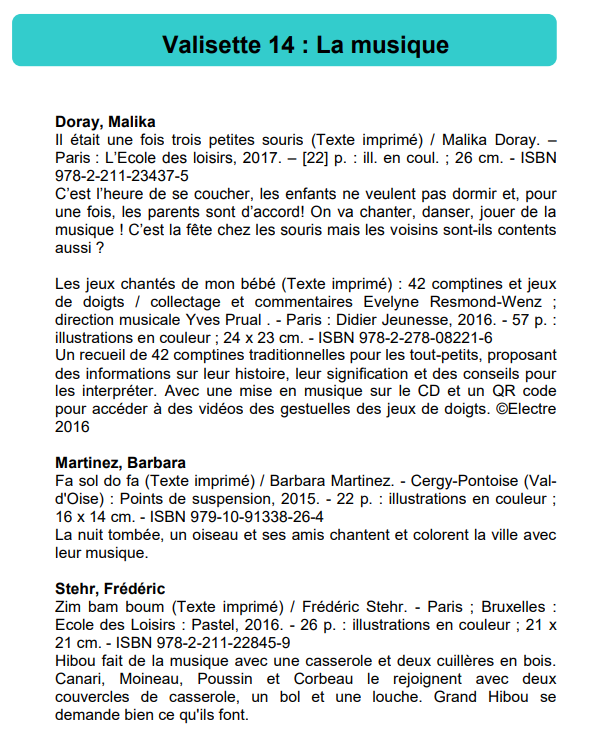 Valisette 14 : La musique
Doray, Malika
Il était une fois trois petites souris (Texte imprimé) / Malika Doray. –
Paris : L'Ecole des loisirs, 2017. – [22] p. : ill. en coul. ; 26 cm. - ISBN
978-2-211-23437-5
C’est l’heure de se coucher, les enfants ne veulent pas dormir et, pour
une fois, les parents sont d’accord! On va chanter, danser, jouer de la
musique ! C’est la fête chez les souris mais les voisins sont-ils contents
aussi ?
Les jeux chantés de mon bébé (Texte imprimé) : 42 comptines et jeux
de doigts / collectage et commentaires Evelyne Resmond-Wenz ;
direction musicale Yves Prual . - Paris : Didier Jeunesse, 2016. - 57 p. :
illustrations en couleur ; 24 x 23 cm. - ISBN 978-2-278-08221-6
Un recueil de 42 comptines traditionnelles pour les tout-petits, proposant
des informations sur leur histoire, leur signification et des conseils pour
les interpréter. Avec une mise en musique sur le CD et un QR code
pour accéder à des vidéos des gestuelles des jeux de doigts. ©Electre
2016
Martinez, Barbara
Fa sol do fa (Texte imprimé) / Barbara Martinez. - Cergy-Pontoise (Val-
d'Oise) : Points de suspension, 2015. - 22 p. : illustrations en couleur ;
16 x 14 cm. - ISBN 979-10-91338-26-4
La nuit tombée, un oiseau et ses amis chantent et colorent la ville avec
leur musique.
Stehr, Frédéric
Zim bam boum (Texte imprimé) / Frédéric Stehr. - Paris ; Bruxelles :
Ecole des Loisirs : Pastel, 2016. - 26 p. : illustrations en couleur ; 21 x
21 cm. - ISBN 978-2-211-22845-9
Hibou fait de la musique avec une casserole et deux cuillères en bois.
Canari, Moineau, Poussin et Corbeau le rejoignent avec deux
couvercles de casserole, un bol et une louche. Grand Hibou se
demande bien ce qu'ils font.